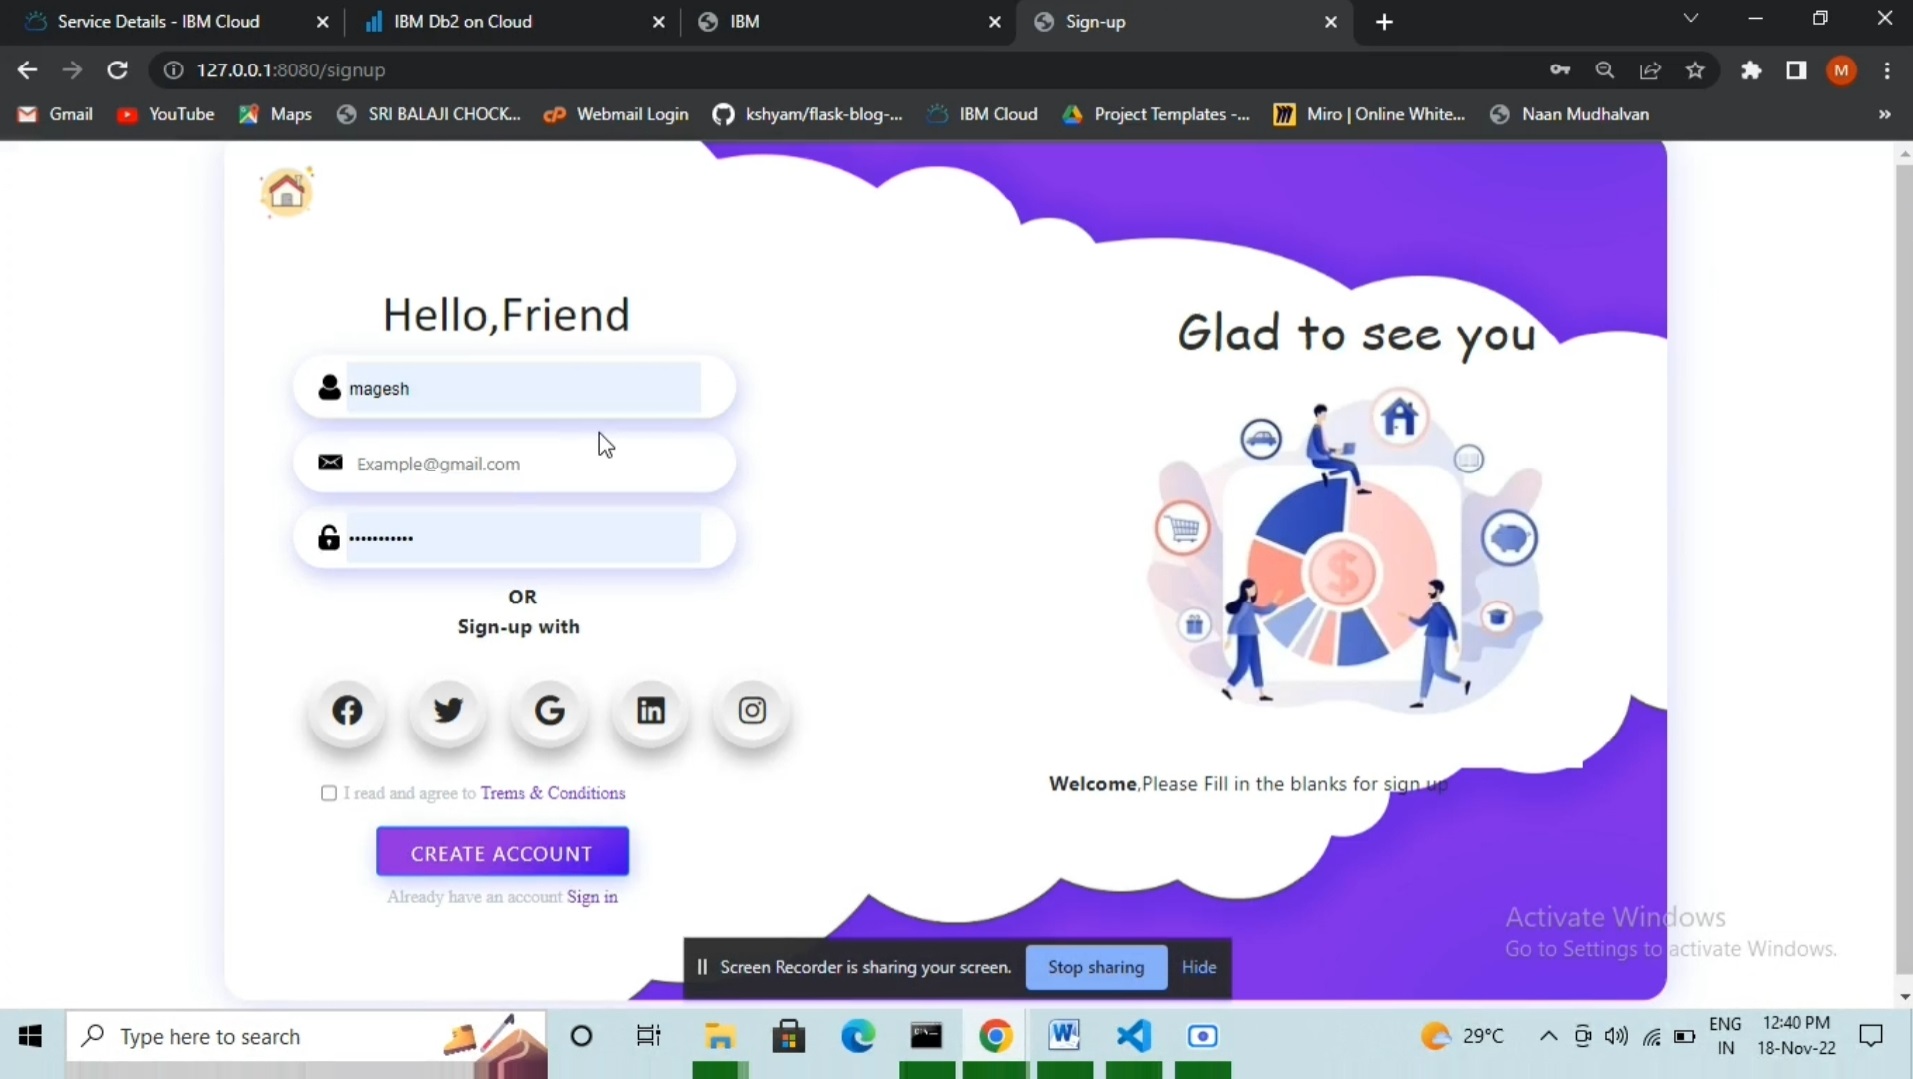 Service Details - IBM Cloud
IBM Db2 on Cloud
IBM
Sign-up
127.0.0.1:8080/signup
M
Gmail
YouTube
Maps
SRI BALAJI CHOCK...
Webmail Login
kshyam/flask-blog-...
IBM Cloud
Project Templates -...
Miro | Online White...
Naan Mudhalvan
»
Hello,Friend
magesh
Example@gmail.com
•••••••••••
OR
Sign-up with
I read and agree to Trems & Conditions
CREATE ACCOUNT
Already have an account Sign in
Glad to see you
$
Welcome,Please Fill in the blanks for sign up
Activate Windows
Go to Settings to activate Windows.
Screen Recorder is sharing your screen.
Stop sharing
Hide
Type here to search
29°C
ENG
IN
12:40 PM
18-Nov-22